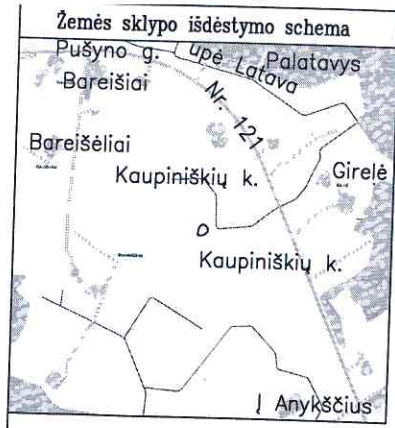 Žemės sklypo išdėstymo schema
Pušyno g.
upė Latava
Palatavys
Bareišiai
Nr. 121
Bareišėliai
Kaupiniškių k.
Girelė
Kaupiniškių k.
Į Anykščius